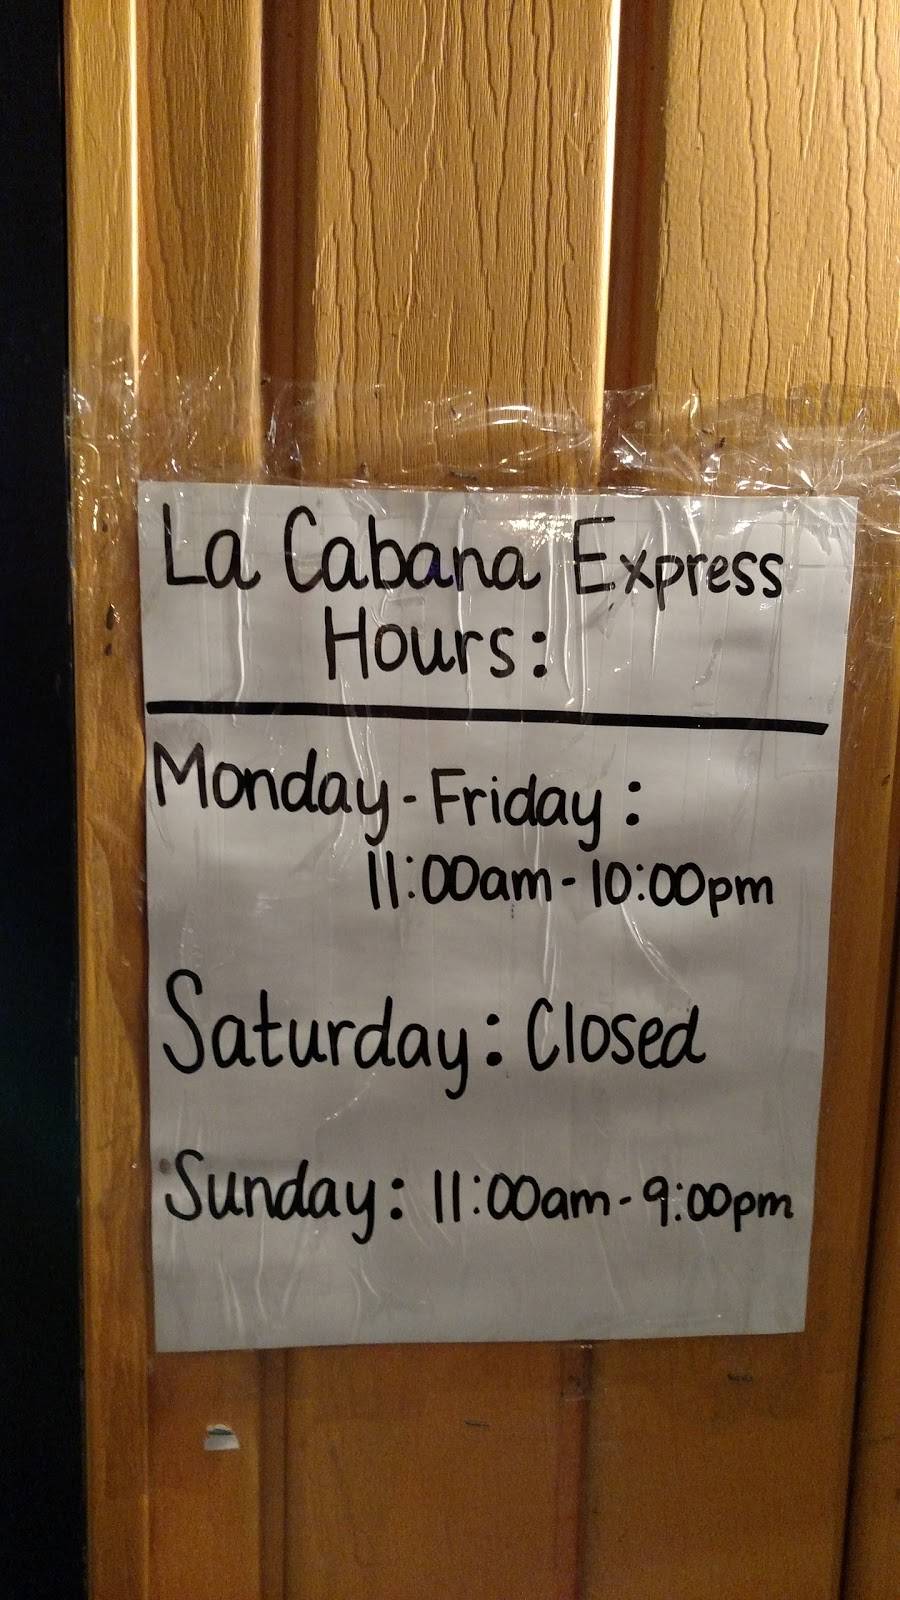 La Cabana Express
Hours:
Monday-Friday:
11:00am-10:00pm
Saturday: Closed
Sunday: 11:00am-9:00pm